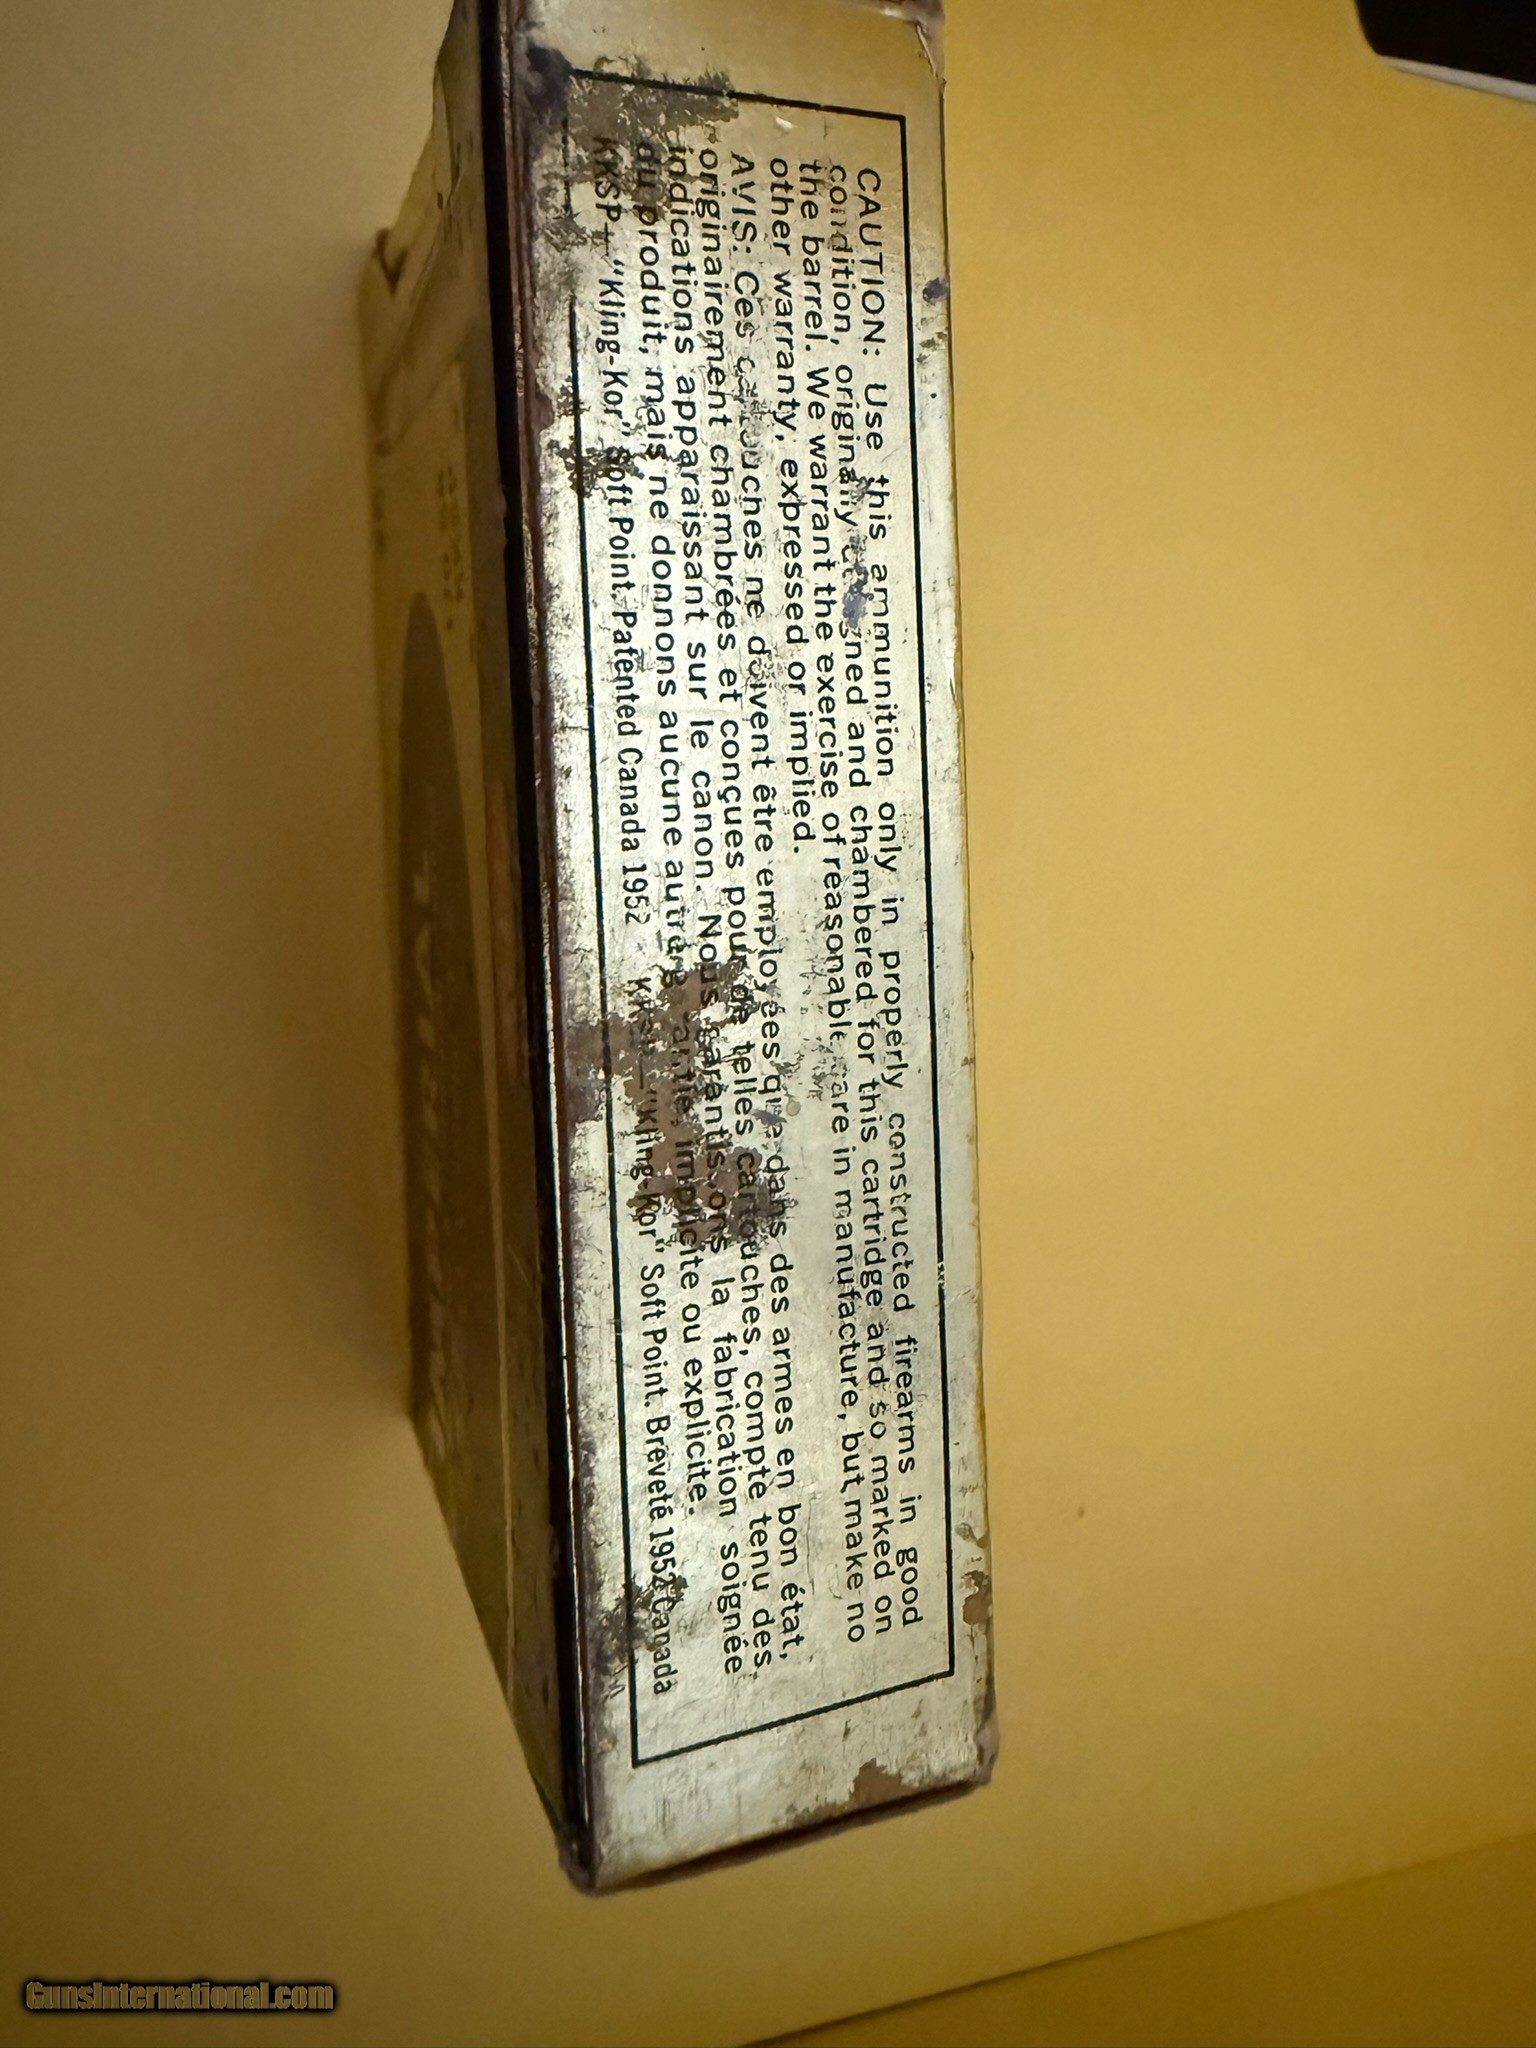 CAUTION: Use this ammunition only in properly constructed firearms in good
condition, originally designed and chambered for this cartridge and so marked on
the barrel. We warrant the exercise of reasonable care in manufacture, but make no
other warranty, expressed or implied.
AVIS: Ces cartouches ne doivent être employées que dans des armes en bon état,
originairement chambrées et conçues pour de telles cartouches, compte tenu des
indications apparaissant sur le canon. Nous garantissons la fabrication soignée
du produit, mais ne donnons aucune autre implicite ou explicite.
KKSP — "Kling-Kor" Soft Point. Patented Canada 1952 - KKSP — "Kling-Kor" Soft Point. Breveté 1952 Canada
GunsInternational.com